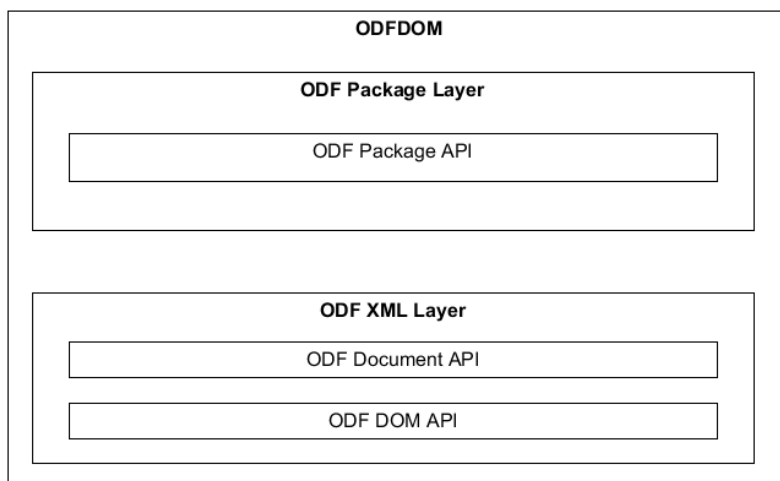 ODFDOM
ODF Package Layer
ODF Package API
ODF XML Layer
ODF Document API
ODF DOM API